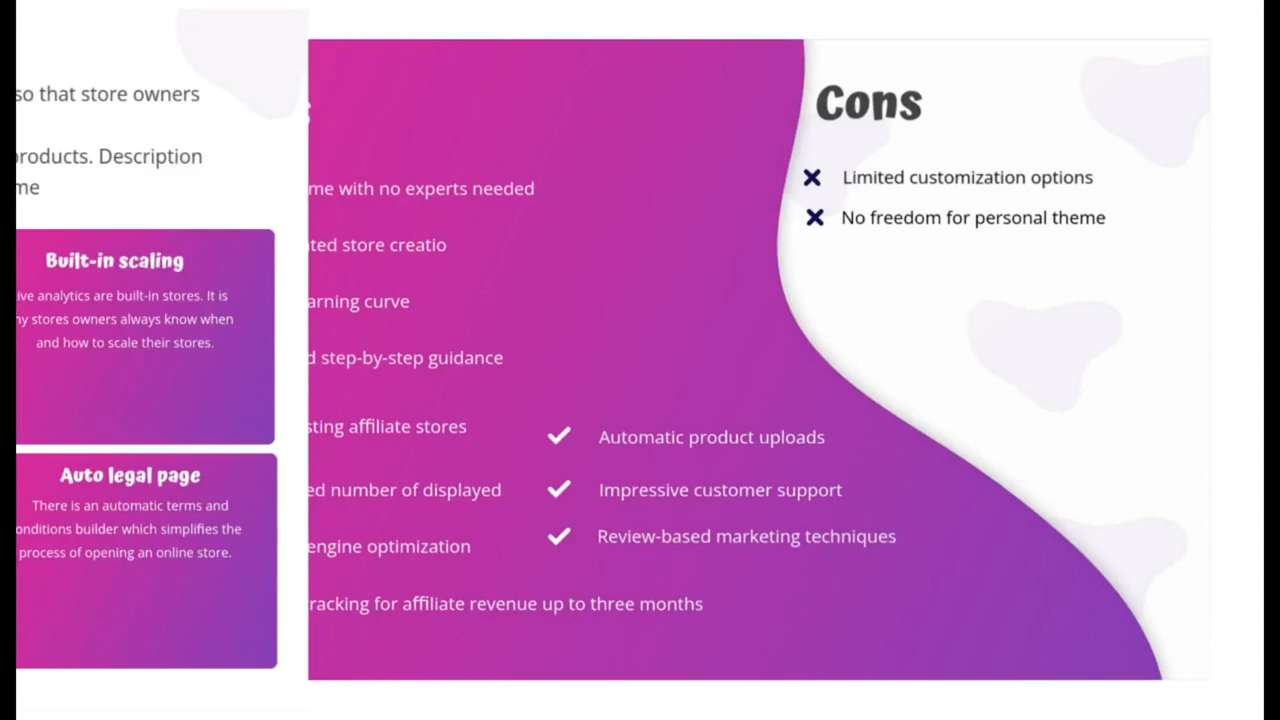 so that store owners
products. Description
me
Built-in scaling
ive analytics are built-in stores. It is
ny stores owners always know when
and how to scale their stores.
Auto legal page
There is an automatic terms and
onditions builder which simplifies the
process of opening an online store.
me with no experts needed
ted store creatio
arning curve
d step-by-step guidance
sting affiliate stores
ed number of displayed
engine optimization
racking for affiliate revenue up to three months
Automatic product uploads
Impressive customer support
Review-based marketing techniques
Cons
Limited customization options
No freedom for personal theme